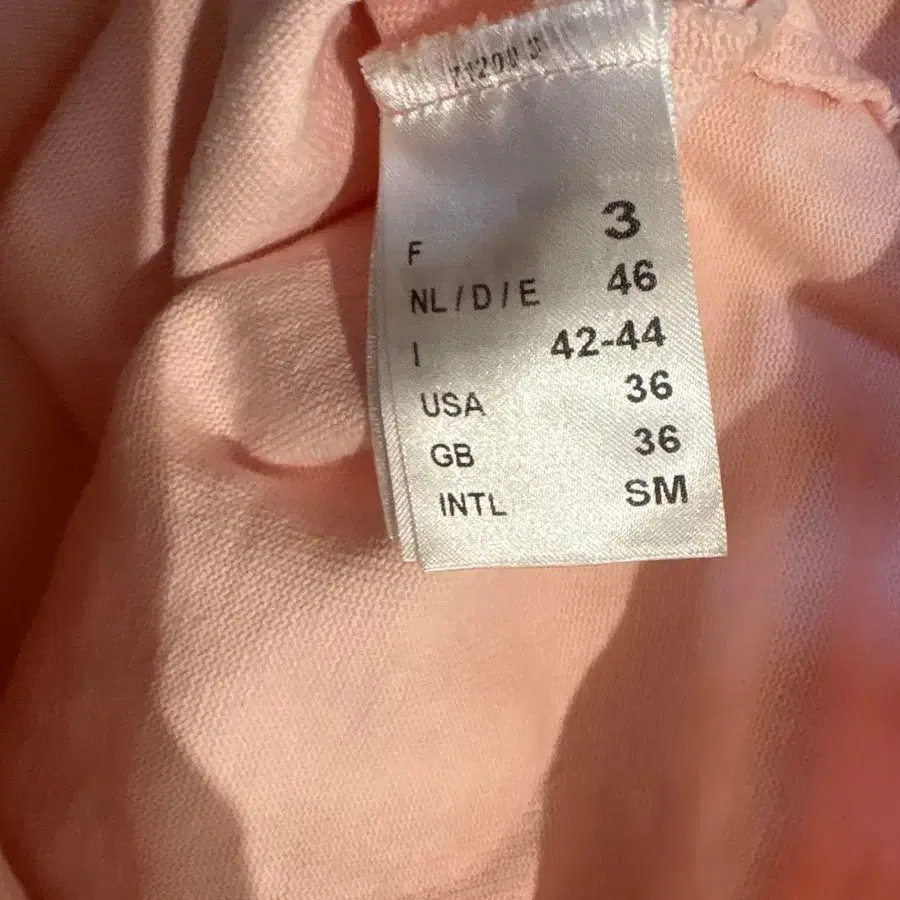 F 3
NL / D / E 46
I 42-44
USA 36
GB 36
INTL SM